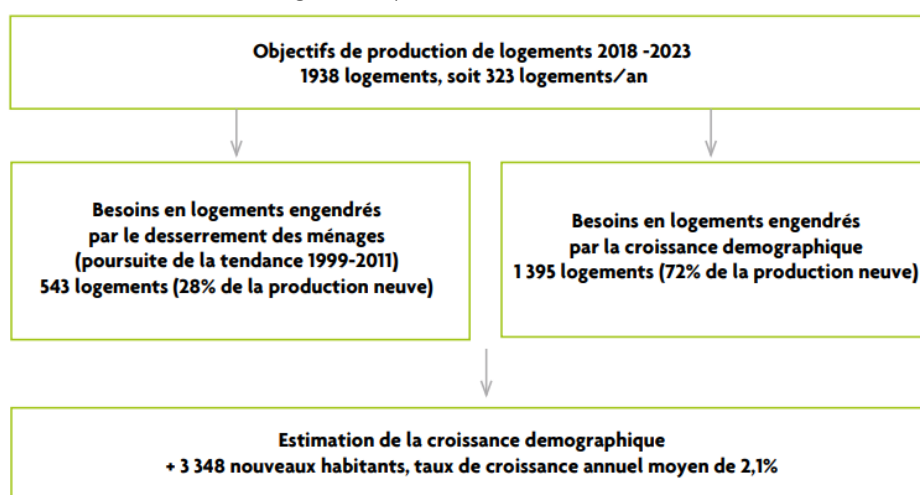 Objectifs de production de logements 2018 -2023
1938 logements, soit 323 logements/an
Besoins en logements engendrés
par le desserrement des ménages
(poursuite de la tendance 1999-2011)
543 logements (28% de la production neuve)
Besoins en logements engendrés
par la croissance demographique
1 395 logements (72% de la production neuve)
Estimation de la croissance demographique
+ 3 348 nouveaux habitants, taux de croissance annuel moyen de 2,1%